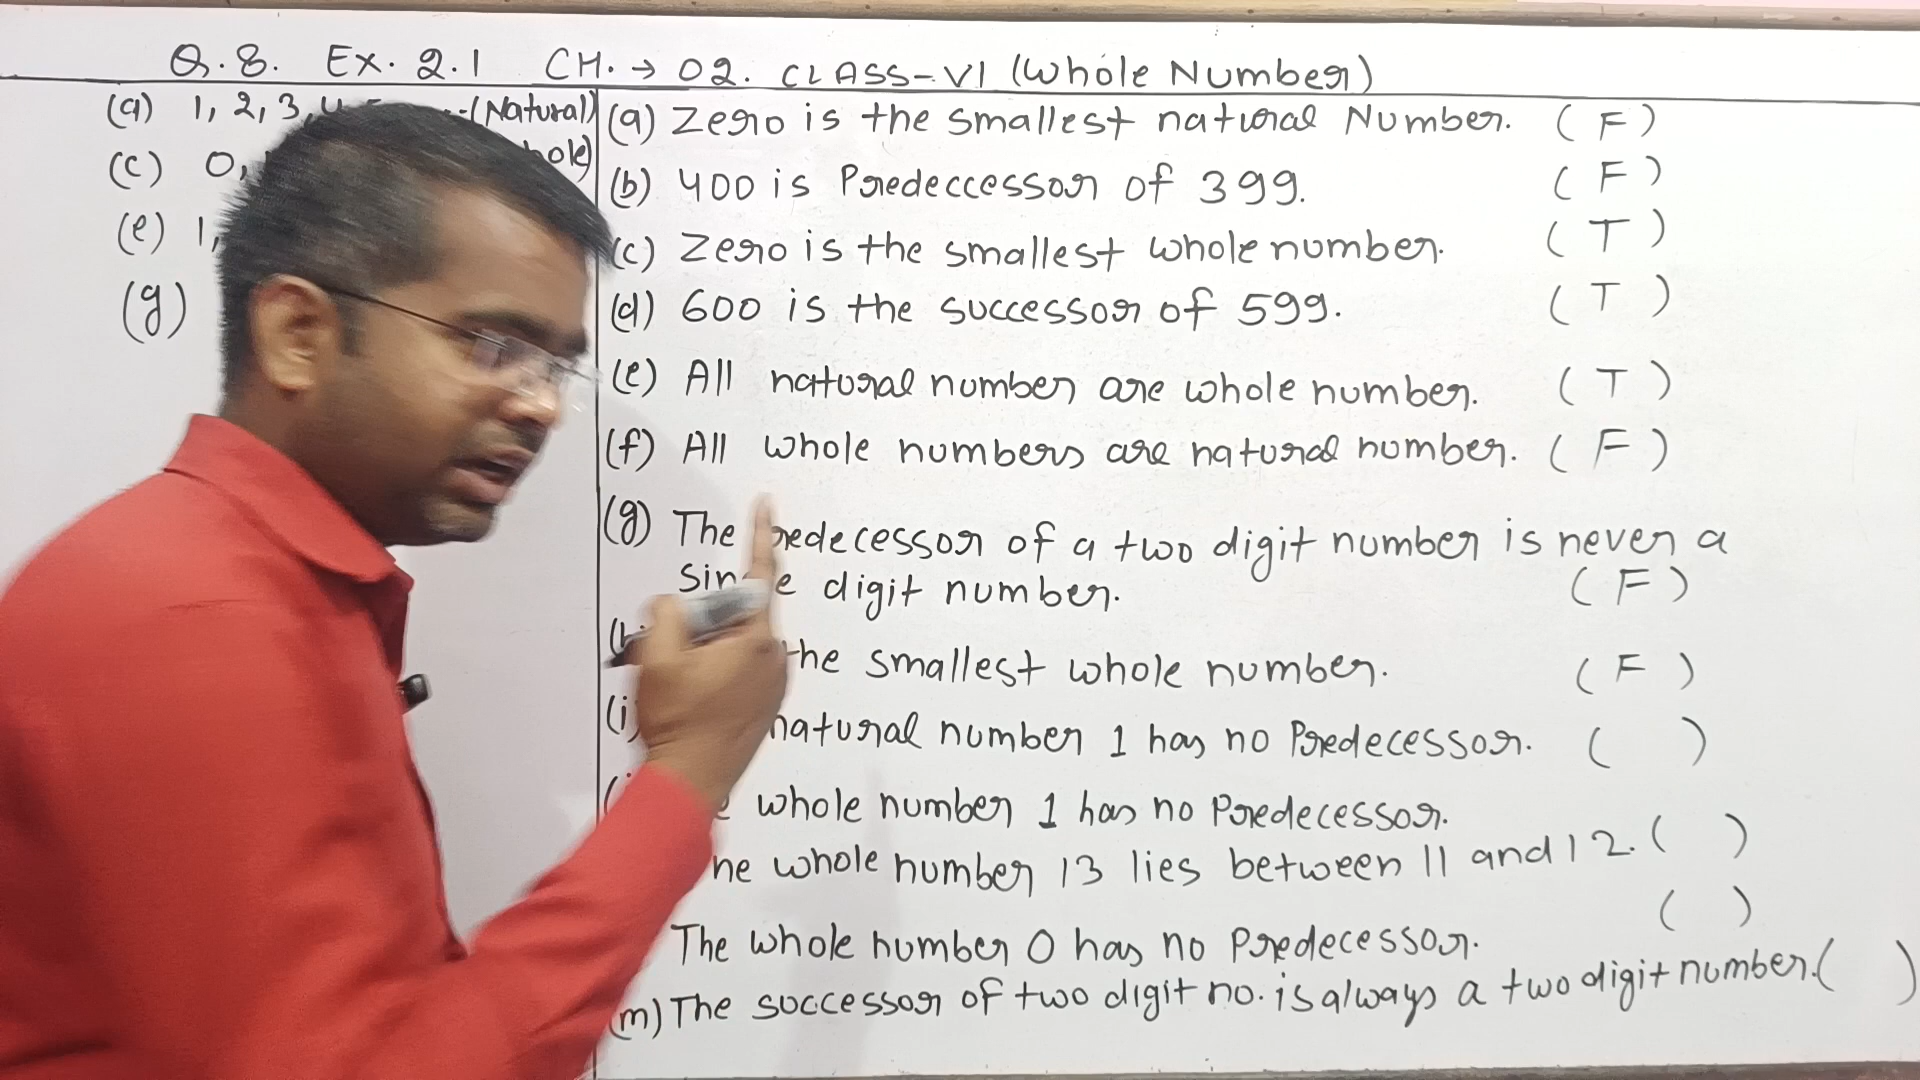 Q.8. Ex. 2.1 CH. → 02. CLASS-VI (Whole Number)
(a) 1, 2, 3, (Natural)
(c) 0,
(e) 1,
(g)
(a) Zero is the smallest natural Number. (F)
(b) 400 is Predeccessor of 399. (F)
(c) Zero is the smallest whole number. (T)
(d) 600 is the successor of 599. (T)
(e) All natural number are whole number. (T)
(f) All whole numbers are natural number. (F)
(g) The of a two digit number is never a
digit number. (F)
the smallest whole number. (F)
(i) natural number 1 has no Predecessor. ( )
whole number 1 has no Predecessor.
whole number 13 lies between 11 and 12. ( )
( )
The whole number 0 has no Predecessor.
(m) The successor of two digit no. is always a two digit number. ( )